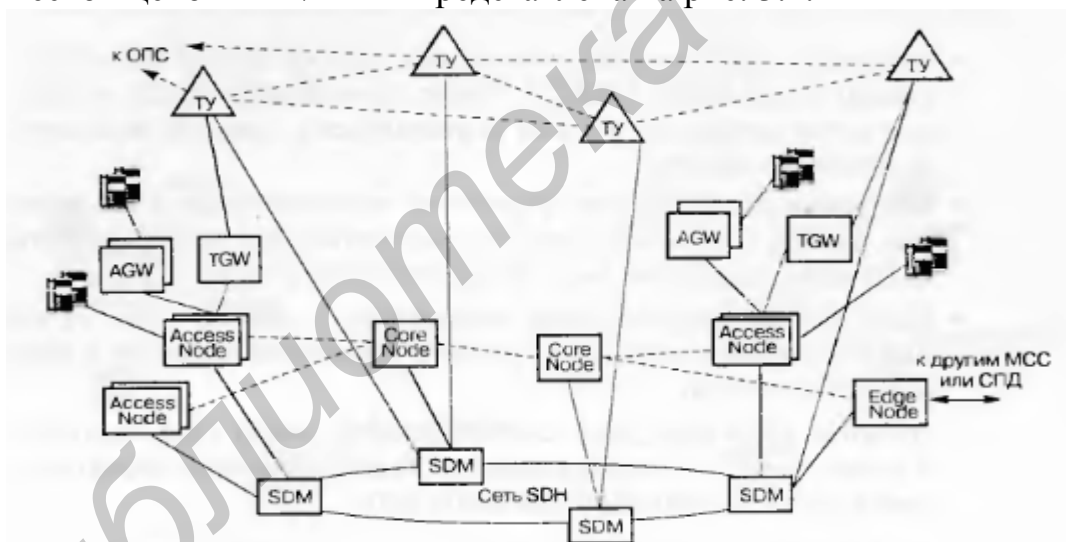 к ОПС
ТУ
ТУ
ТУ
ТУ
AGW
TGW
AGW
TGW
Access
Node
Core
Node
Core
Node
Access
Node
к другим МСС
или СПД
Access
Node
Edge
Node
SDM
SDM
Сеть SDH
SDM
SDM
библиотека